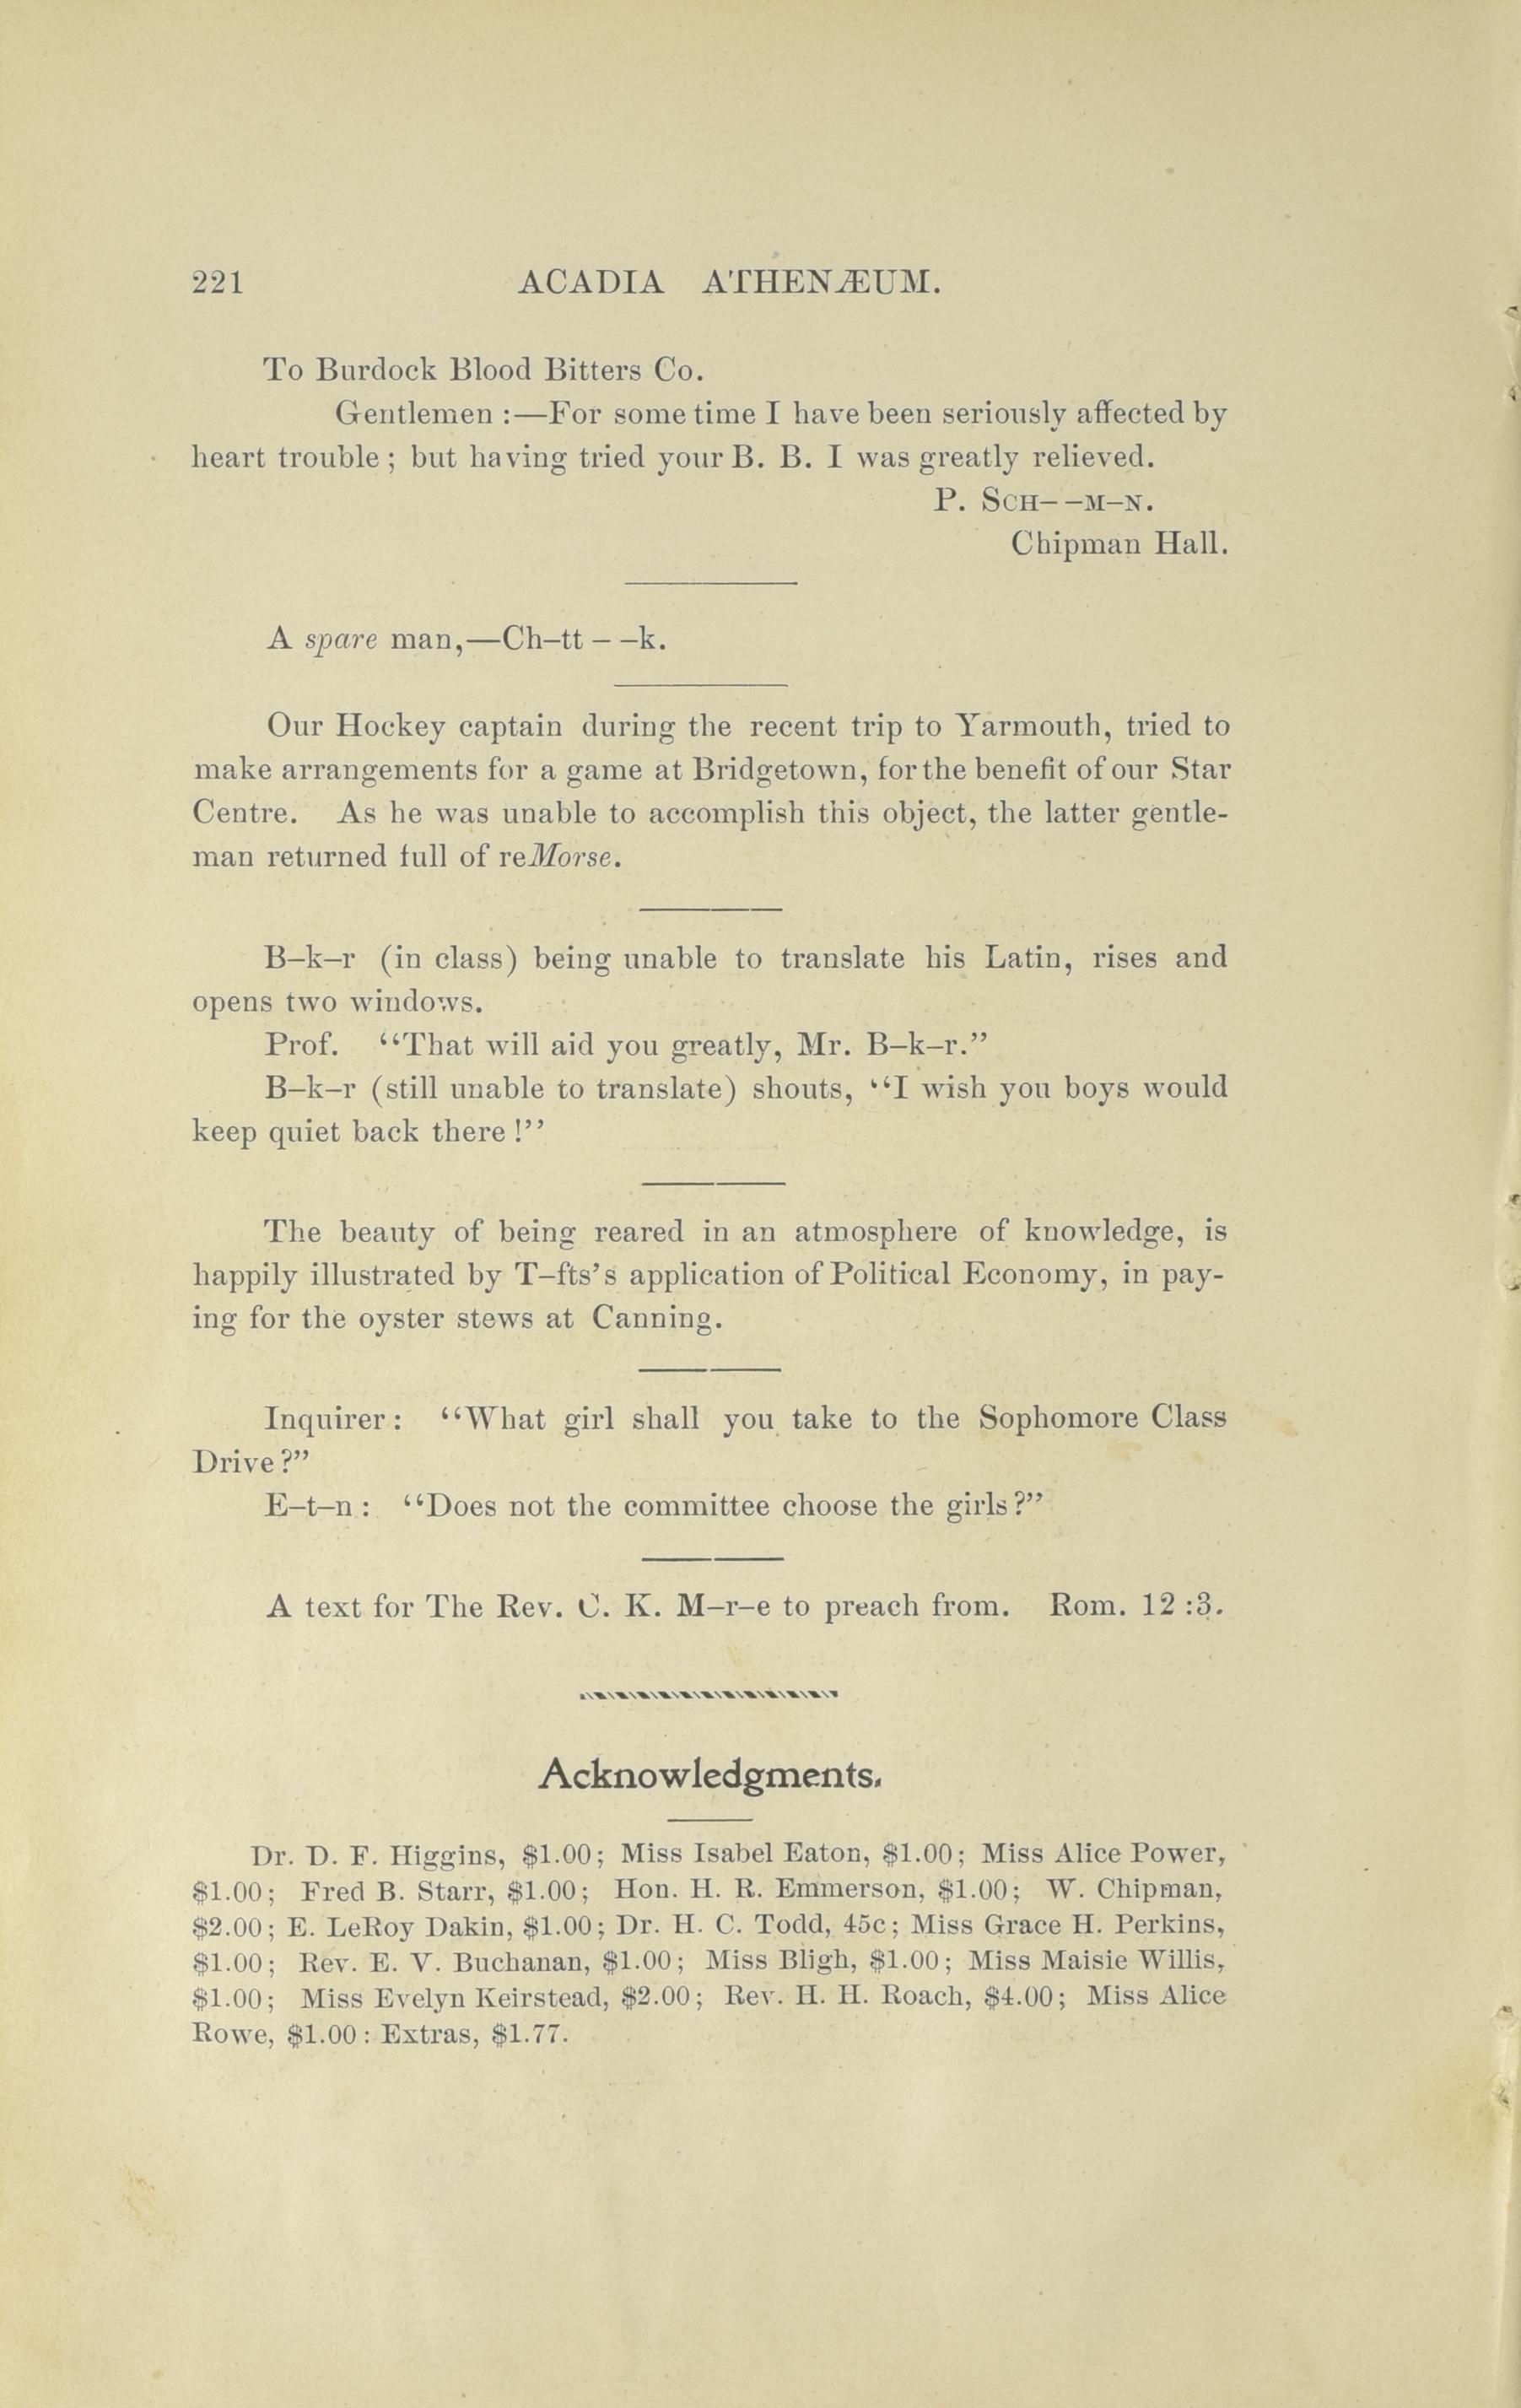 221 ACADIA ATHENÆUM.
To Burdock Blood Bitters Co.
Gentlemen :—For some time I have been seriously affected by
heart trouble ; but having tried your B. B. I was greatly relieved.
P. SCH– –M–N.
Chipman Hall.
A spare man,—Ch–tt – –k.
Our Hockey captain during the recent trip to Yarmouth, tried to
make arrangements for a game at Bridgetown, for the benefit of our Star
Centre. As he was unable to accomplish this object, the latter gentle-
man returned full of reMorse.
B–k–r (in class) being unable to translate his Latin, rises and
opens two windows.
Prof. “That will aid you greatly, Mr. B–k–r.”
B–k–r (still unable to translate) shouts, “I wish you boys would
keep quiet back there !”
The beauty of being reared in an atmosphere of knowledge, is
happily illustrated by T–fts’s application of Political Economy, in pay-
ing for the oyster stews at Canning.
Inquirer : “What girl shall you take to the Sophomore Class
Drive ?”
E–t–n : “Does not the committee choose the girls ?”
A text for The Rev. C. K. M–r–e to preach from. Rom. 12 :3.
Acknowledgments.
Dr. D. F. Higgins, $1.00; Miss Isabel Eaton, $1.00; Miss Alice Power,
$1.00; Fred B. Starr, $1.00; Hon. H. R. Emmerson, $1.00; W. Chipman,
$2.00; E. LeRoy Dakin, $1.00; Dr. H. C. Todd, 45c; Miss Grace H. Perkins,
$1.00; Rev. E. V. Buchanan, $1.00; Miss Bligh, $1.00; Miss Maisie Willis,
$1.00; Miss Evelyn Keirstead, $2.00; Rev. H. H. Roach, $4.00; Miss Alice
Rowe, $1.00 : Extras, $1.77.